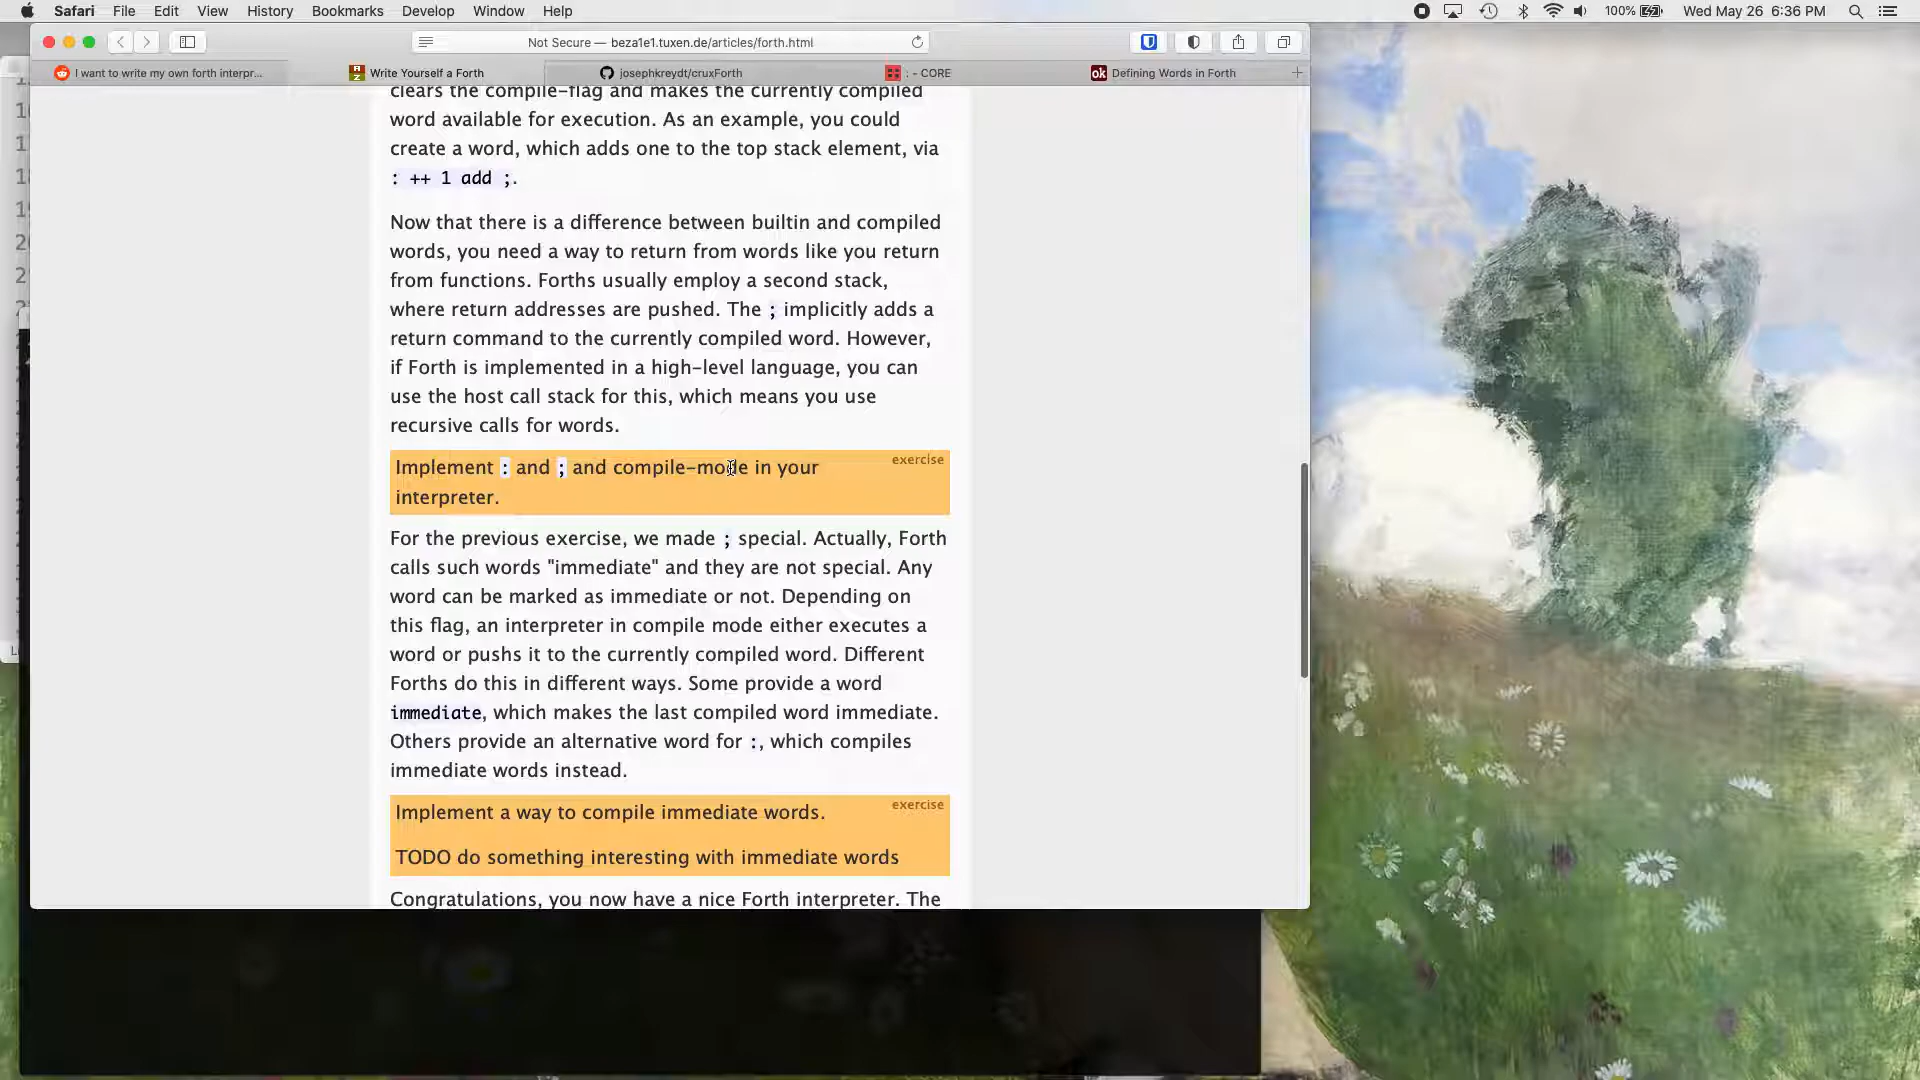 Safari File Edit View History Bookmarks Develop Window Help 100% Wed May 26 6:36 PM
Not Secure — beza1e1.tuxen.de/articles/forth.html
I want to write my own forth interpr... Write Yourself a Forth josephkreydt/cruxForth : - CORE Defining Words in Forth
clears the compile-flag and makes the currently compiled
word available for execution. As an example, you could
create a word, which adds one to the top stack element, via
: ++ 1 add ;.
Now that there is a difference between builtin and compiled
words, you need a way to return from words like you return
from functions. Forths usually employ a second stack,
where return addresses are pushed. The ; implicitly adds a
return command to the currently compiled word. However,
if Forth is implemented in a high-level language, you can
use the host call stack for this, which means you use
recursive calls for words.
exercise
Implement : and ; and compile-mode in your
interpreter.
For the previous exercise, we made ; special. Actually, Forth
calls such words "immediate" and they are not special. Any
word can be marked as immediate or not. Depending on
this flag, an interpreter in compile mode either executes a
word or pushs it to the currently compiled word. Different
Forths do this in different ways. Some provide a word
immediate, which makes the last compiled word immediate.
Others provide an alternative word for :, which compiles
immediate words instead.
exercise
Implement a way to compile immediate words.
TODO do something interesting with immediate words
Congratulations, you now have a nice Forth interpreter. The